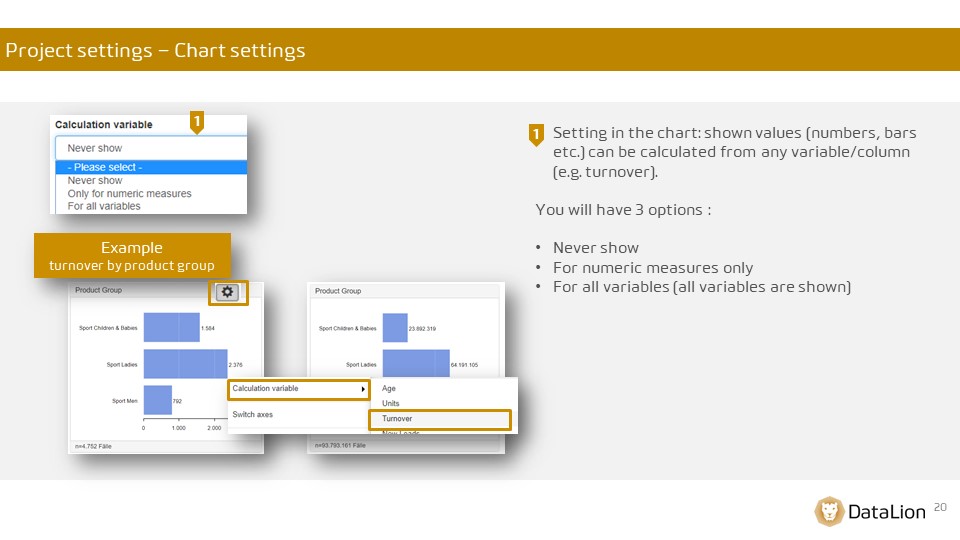 Project settings – Chart settings
Calculation variable
1
Never show
- Please select -
Never show
Only for numeric measures
For all variables
Example
turnover by product group
Product Group
Sport Children & Babies
1.584
Sport Ladies
2.376
Sport Men
792
0
1 000
2 000
n=4.752 Fälle
Calculation variable
Switch axes
Product Group
Sport Children & Babies
23.892.319
Sport Ladies
64.191.105
Age
Units
Turnover
New Leads
n=93.793.161 Fälle
1
Setting in the chart: shown values (numbers, bars
etc.) can be calculated from any variable/column
(e.g. turnover).
You will have 3 options :
• Never show
• For numeric measures only
• For all variables (all variables are shown)
DataLion
20